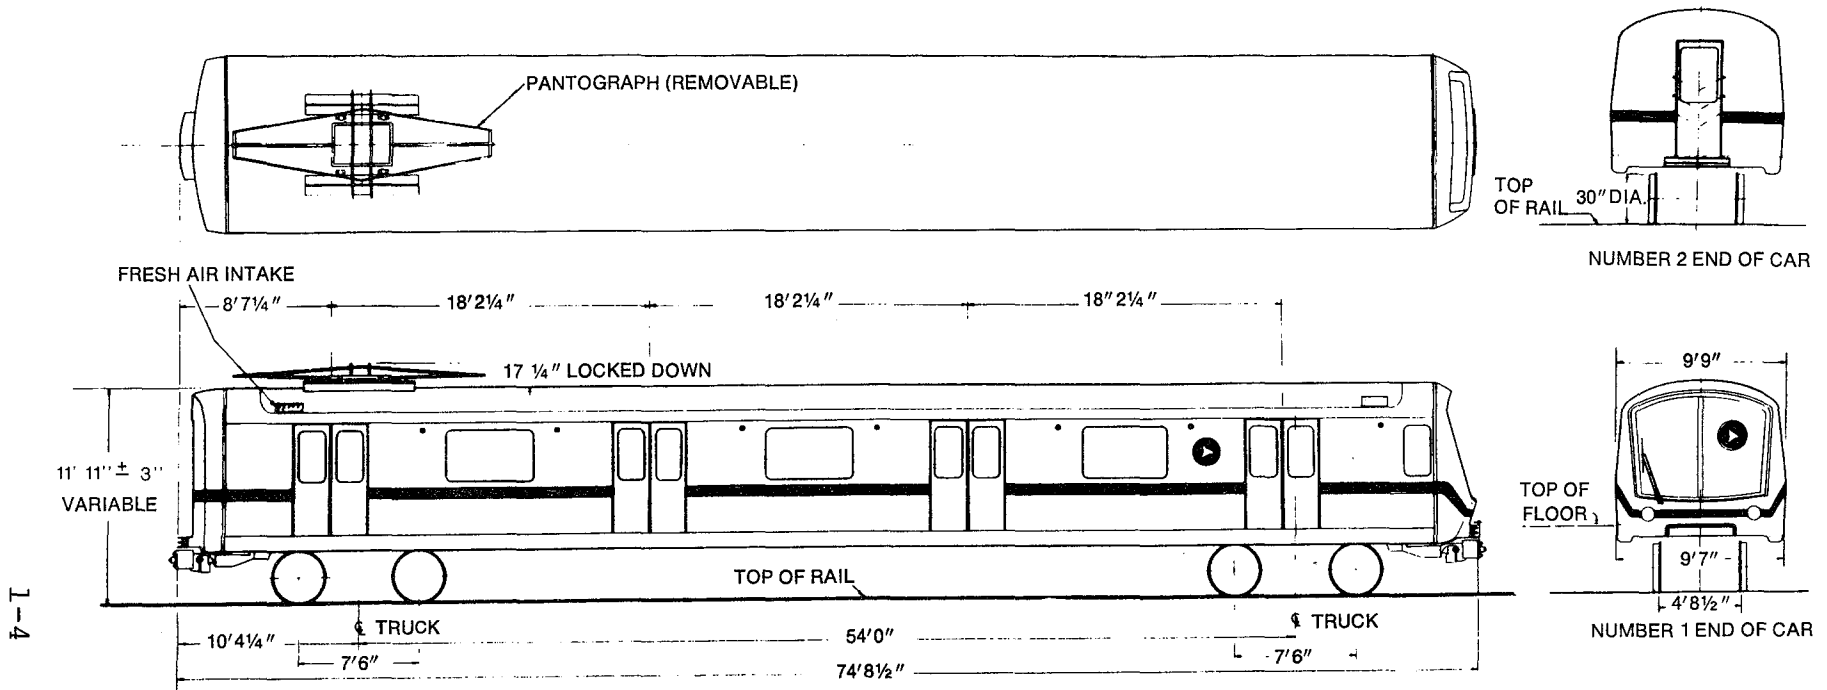 PANTOGRAPH (REMOVABLE)
TOP
OF RAIL
30" DIA.
NUMBER 2 END OF CAR
FRESH AIR INTAKE
8'7¼"
18'2¼"
18'2¼"
18"2¼"
17 ¼" LOCKED DOWN
9'9"
11' 11" ± 3"
VARIABLE
TOP OF
FLOOR
TOP OF RAIL
9'7"
4'8½"
NUMBER 1 END OF CAR
℄ TRUCK
℄ TRUCK
10'4¼"
54'0"
7'6"
7'6"
74'8½"
1-4